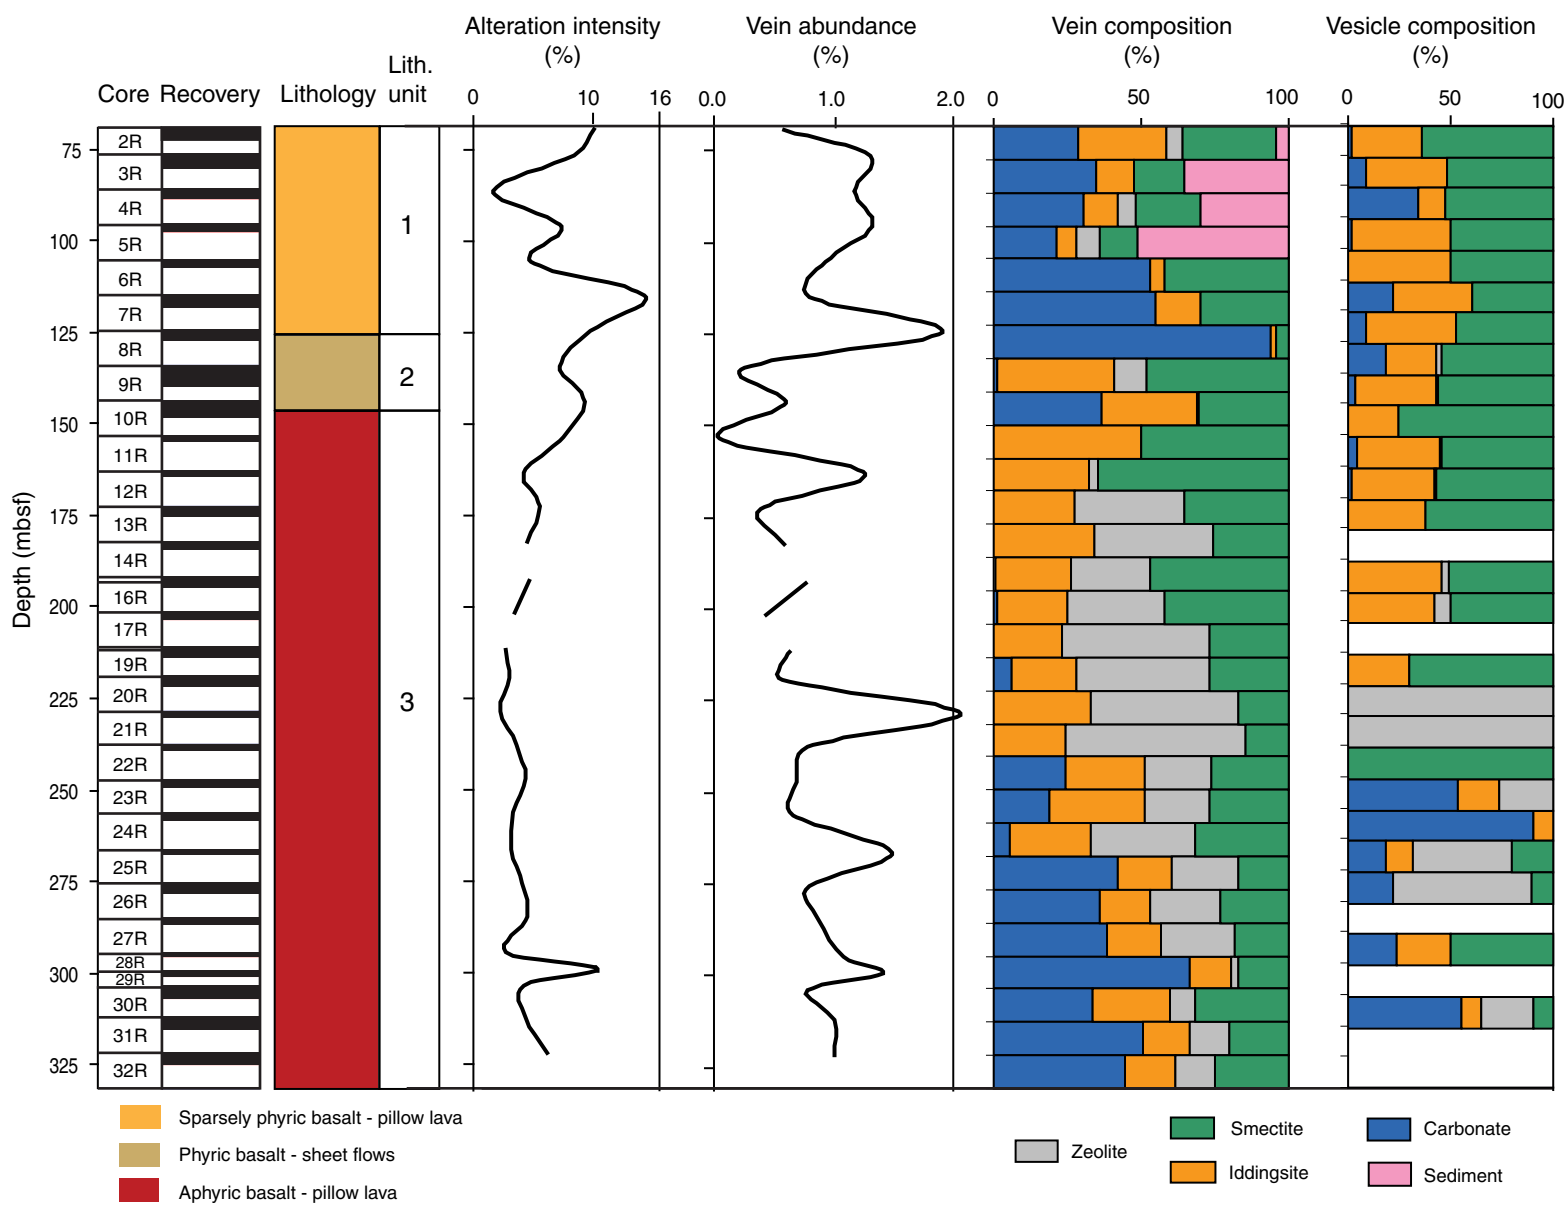 Alteration intensity
(%)
Vein abundance
(%)
Vein composition
(%)
Vesicle composition
(%)
Core
Recovery
Lithology
Lith.
unit
0 10 16
0.0 1.0 2.0
0 50 100
0 50 100
Depth (mbsf)
75
100
125
150
175
200
225
250
275
300
325
2R
3R
4R
5R
6R
7R
8R
9R
10R
11R
12R
13R
14R
16R
17R
19R
20R
21R
22R
23R
24R
25R
26R
27R
28R
29R
30R
31R
32R
1
2
3
Sparsely phyric basalt - pillow lava
Phyric basalt - sheet flows
Aphyric basalt - pillow lava
Zeolite
Smectite
Iddingsite
Carbonate
Sediment